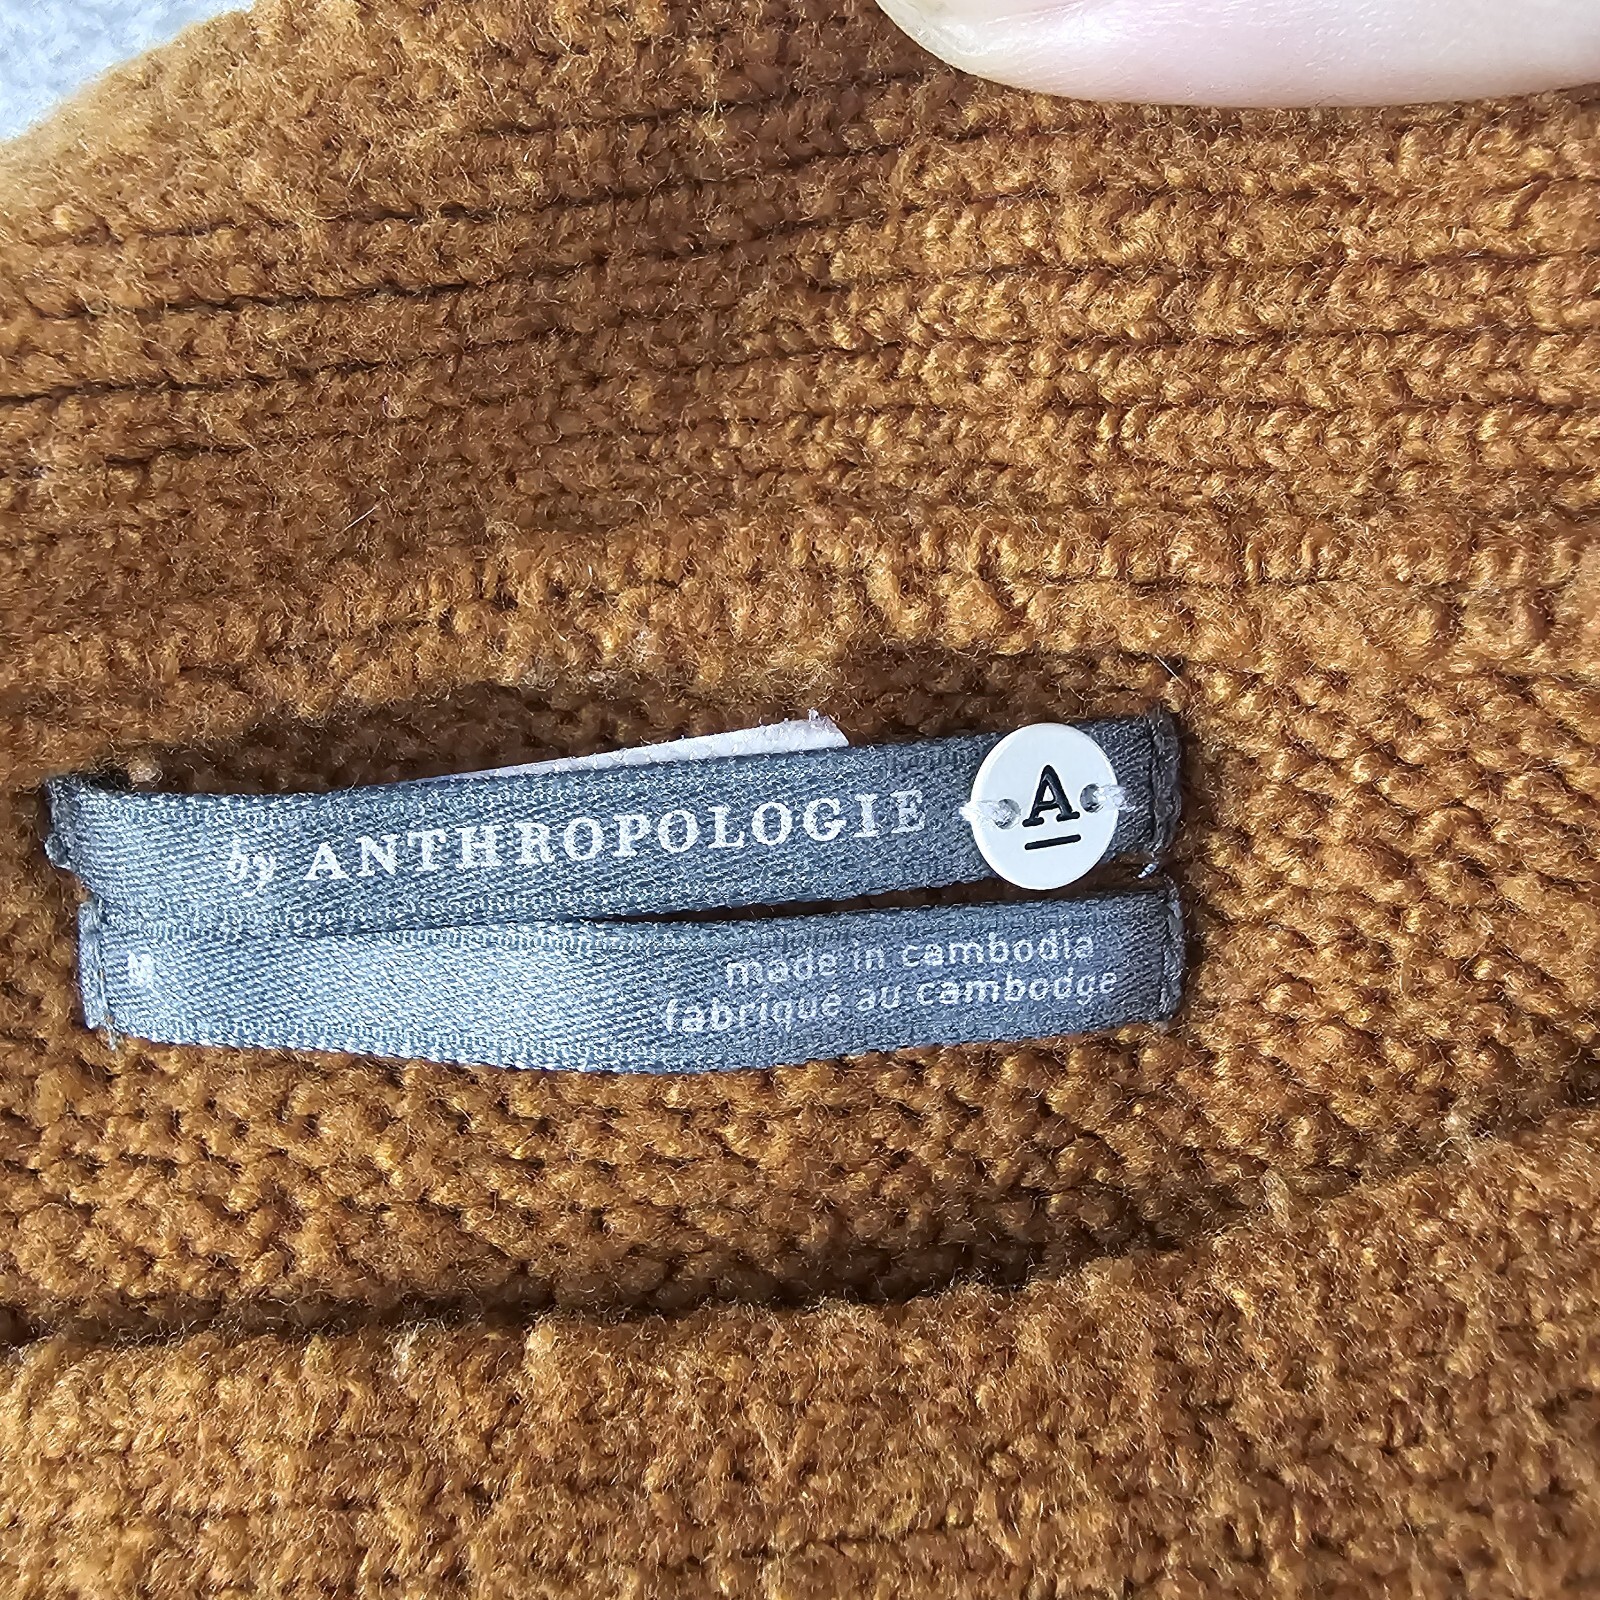 by ANTHROPOLOGIE
A
M
made in cambodia
fabriqué au cambodge